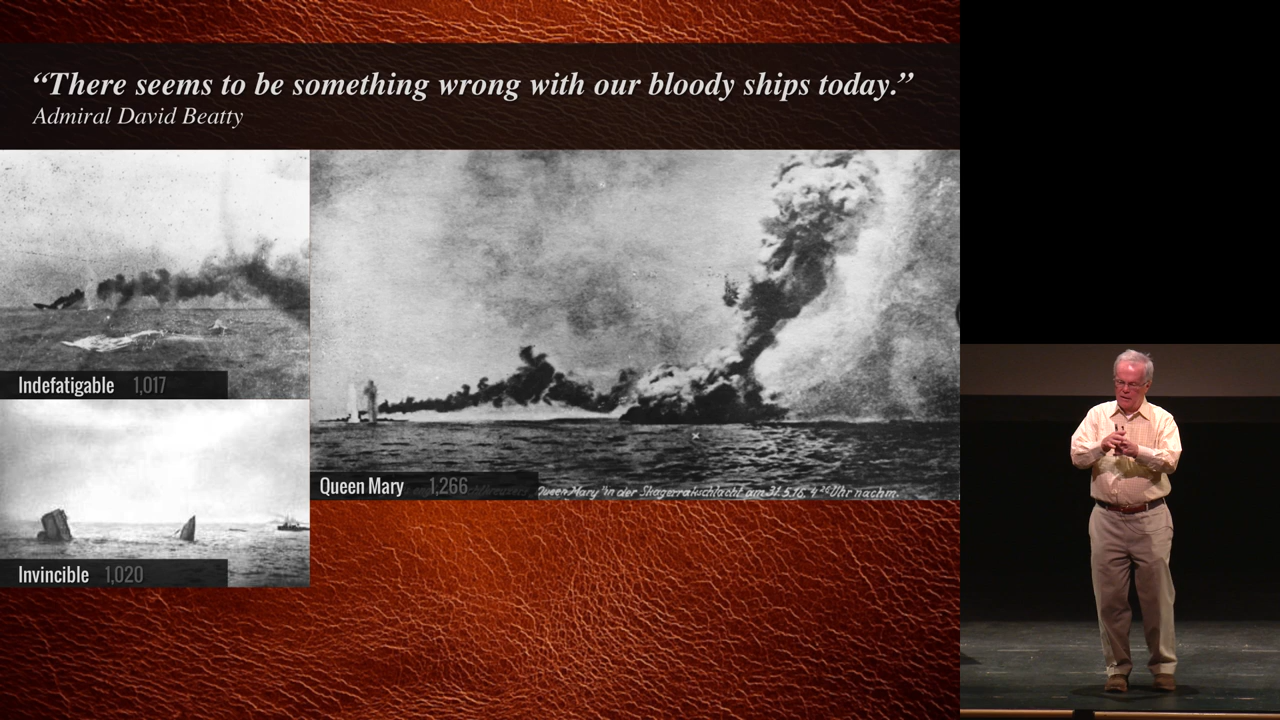 “There seems to be something wrong with our bloody ships today.”
Admiral David Beatty
Indefatigable 1,017
Queen Mary 1,266
"Queen Mary" in der Skagerrakschlacht am 31.5.16. 4²⁶ Uhr nachm.
Invincible 1,020